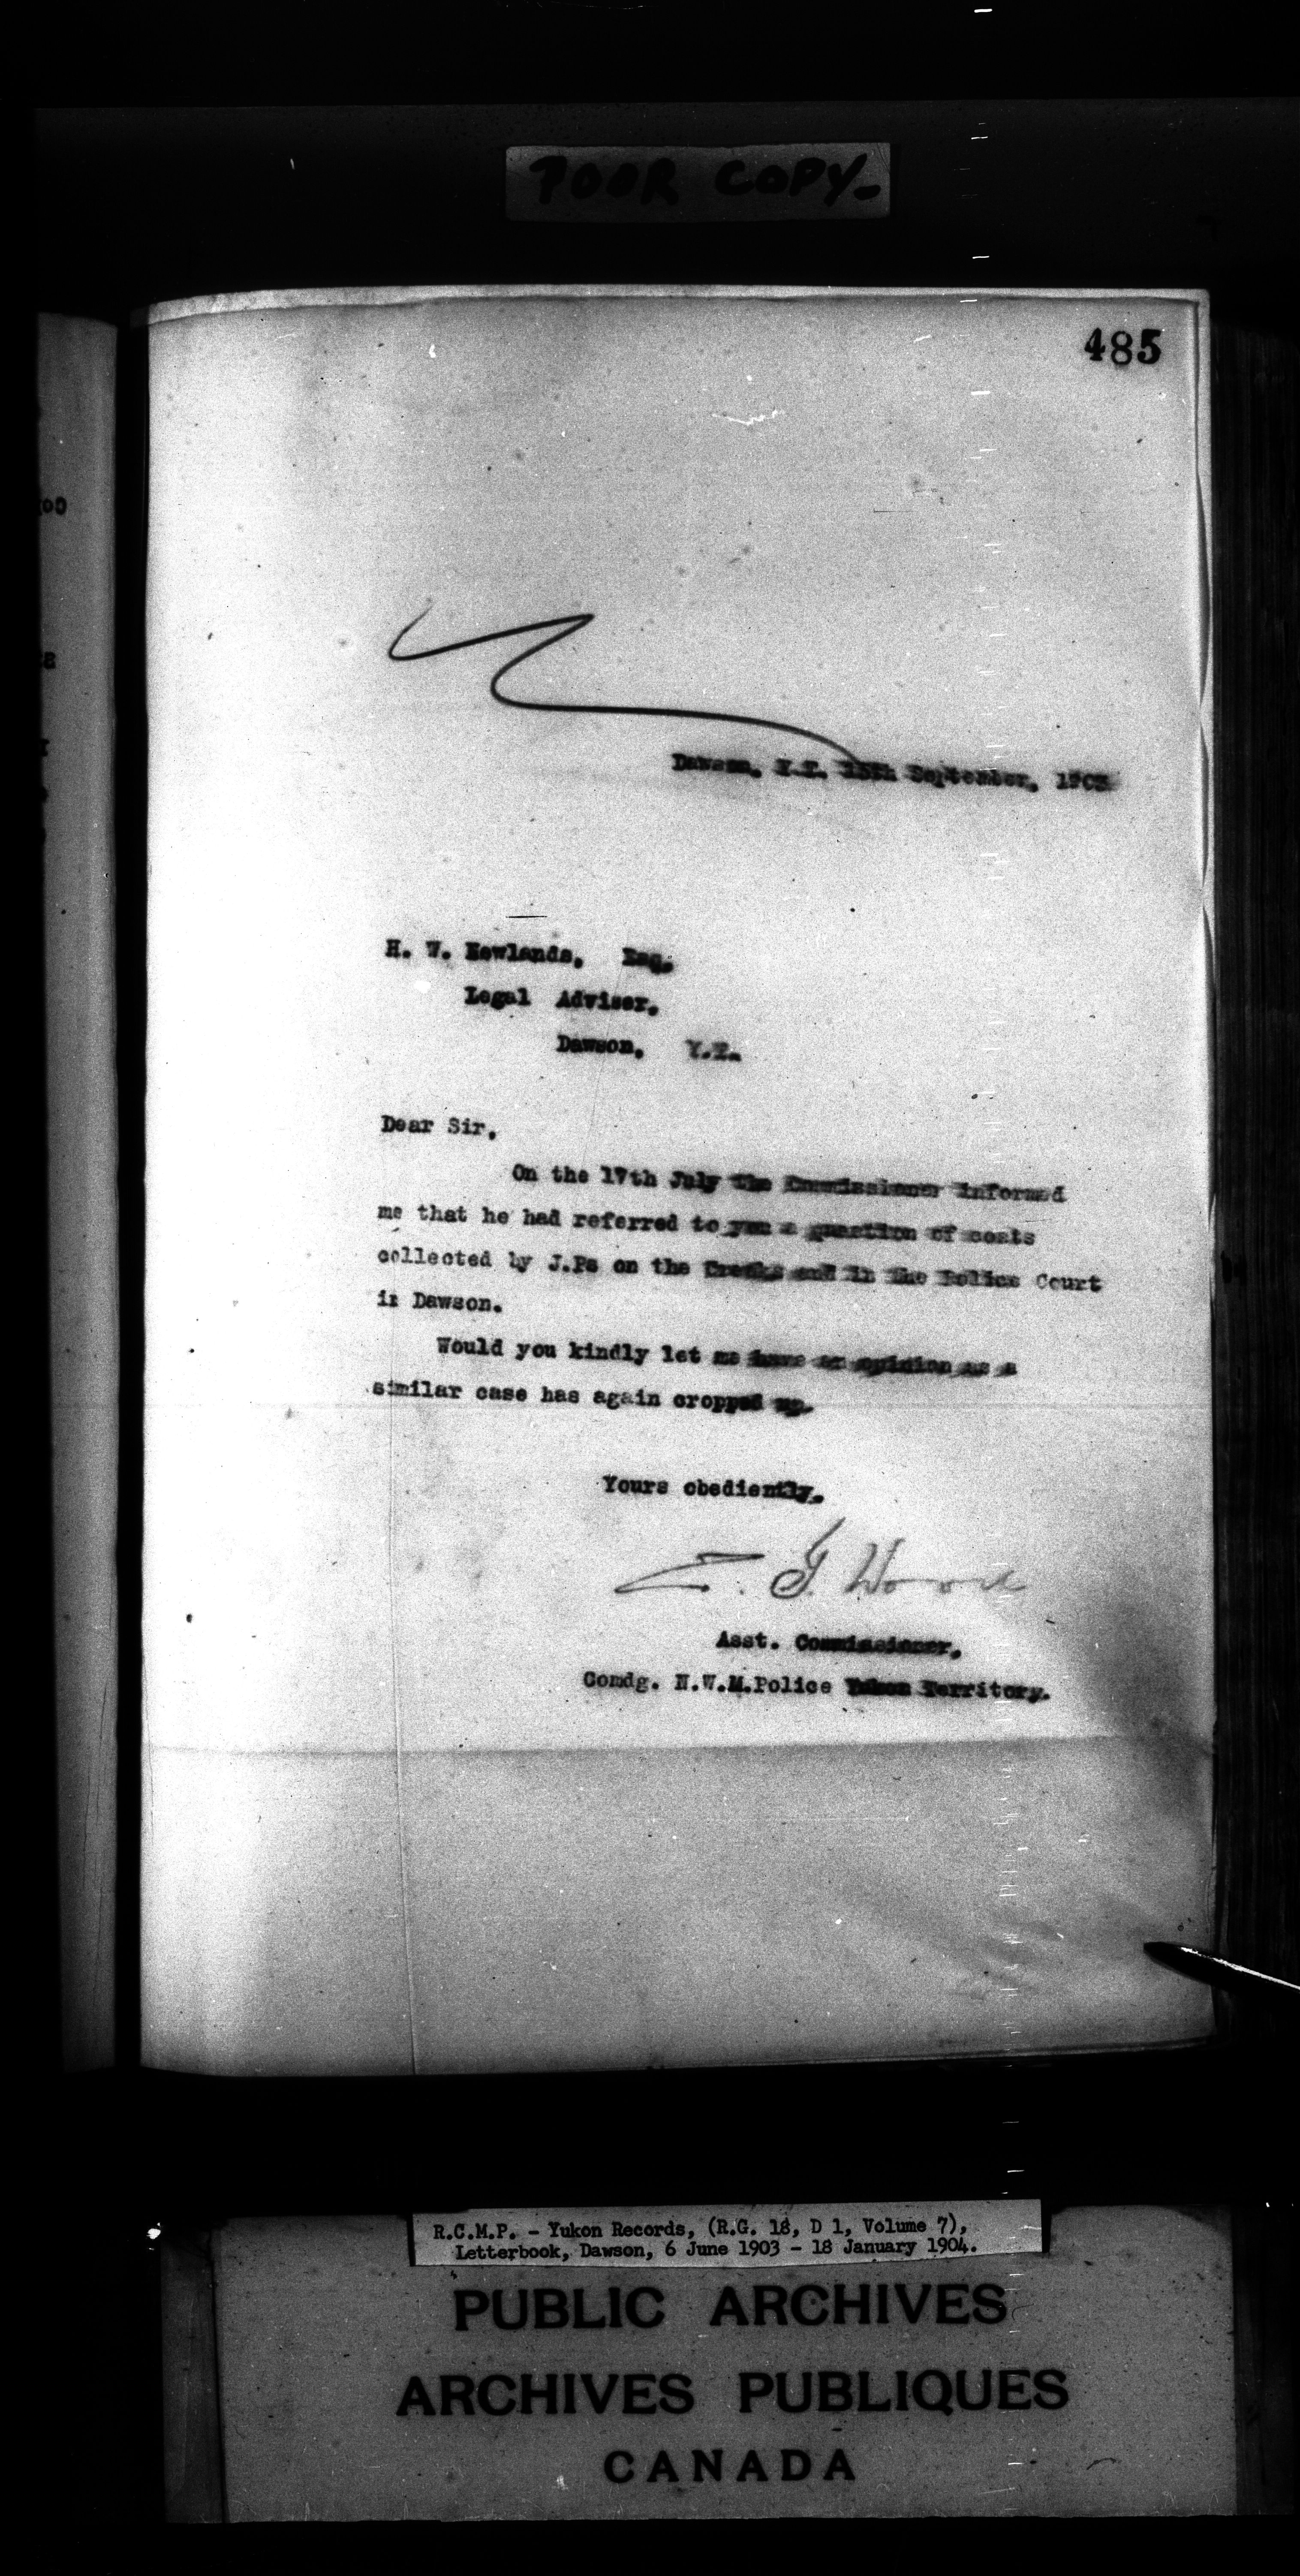 POOR COPY-
485
Dawson, Y.T. 15th September, 1903
H. W. Newlands, Esq.
Legal Adviser,
Dawson, Y.T.
Dear Sir,
On the 17th July the Commissioner informed
me that he had referred to you a question of costs
collected by J.Ps on the Creeks and in the Police Court
in Dawson.
Would you kindly let me have an opinion as a
similar case has again cropped up.
Yours obediently,
E. G. Wood
Asst. Commissioner,
Comdg. N.W.M.Police Yukon Territory.
R.C.M.P. - Yukon Records, (R.G. 18, D 1, Volume 7),
Letterbook, Dawson, 6 June 1903 - 18 January 1904.
PUBLIC ARCHIVES
ARCHIVES PUBLIQUES
CANADA